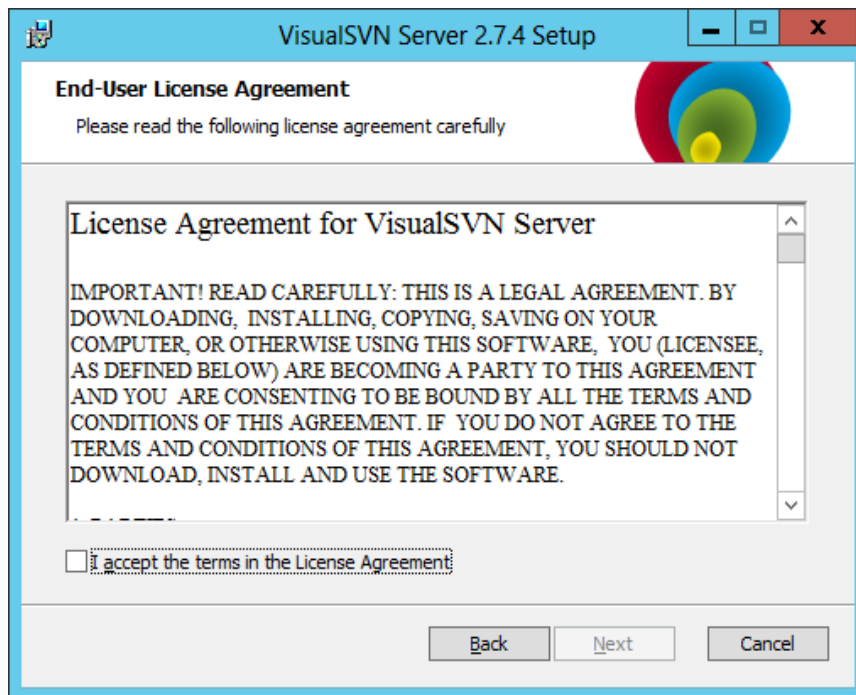 VisualSVN Server 2.7.4 Setup
End-User License Agreement
Please read the following license agreement carefully
License Agreement for VisualSVN Server
IMPORTANT! READ CAREFULLY: THIS IS A LEGAL AGREEMENT. BY
DOWNLOADING, INSTALLING, COPYING, SAVING ON YOUR
COMPUTER, OR OTHERWISE USING THIS SOFTWARE, YOU (LICENSEE,
AS DEFINED BELOW) ARE BECOMING A PARTY TO THIS AGREEMENT
AND YOU ARE CONSENTING TO BE BOUND BY ALL THE TERMS AND
CONDITIONS OF THIS AGREEMENT. IF YOU DO NOT AGREE TO THE
TERMS AND CONDITIONS OF THIS AGREEMENT, YOU SHOULD NOT
DOWNLOAD, INSTALL AND USE THE SOFTWARE.
I accept the terms in the License Agreement
Back Next Cancel